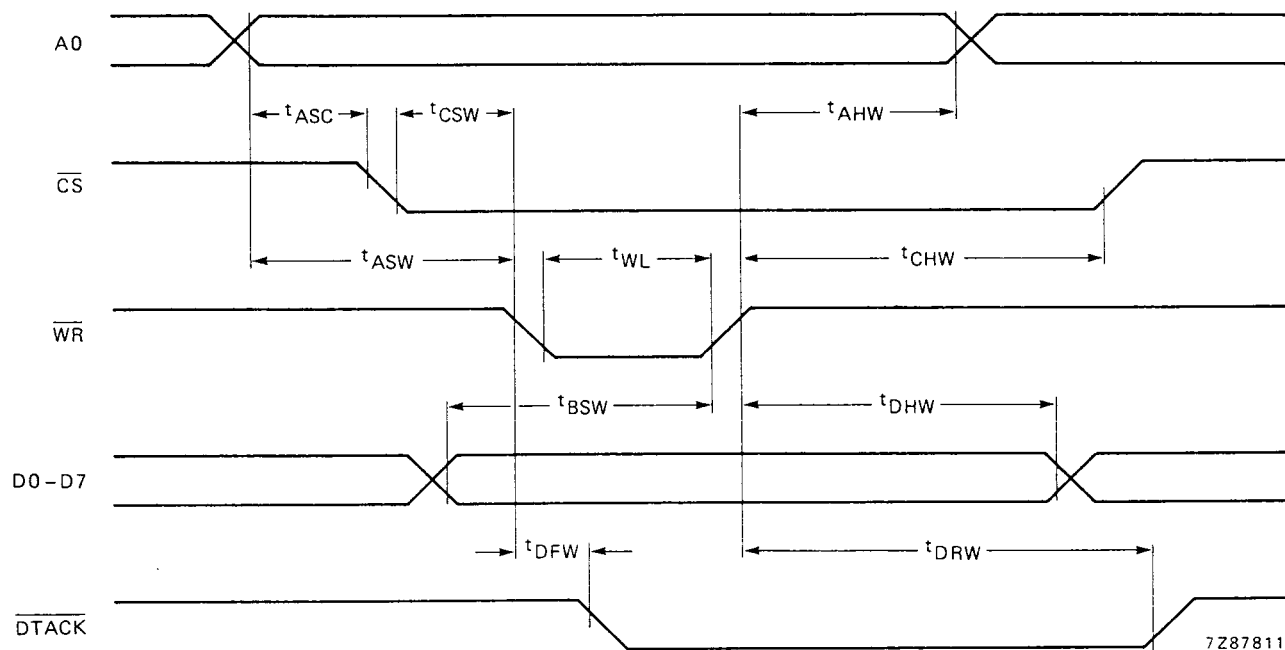 A0
tASC
tCSW
tAHW
CS
tASW
tWL
tCHW
WR
tBSW
tDHW
D0–D7
tDFW
tDRW
DTACK
7Z87811